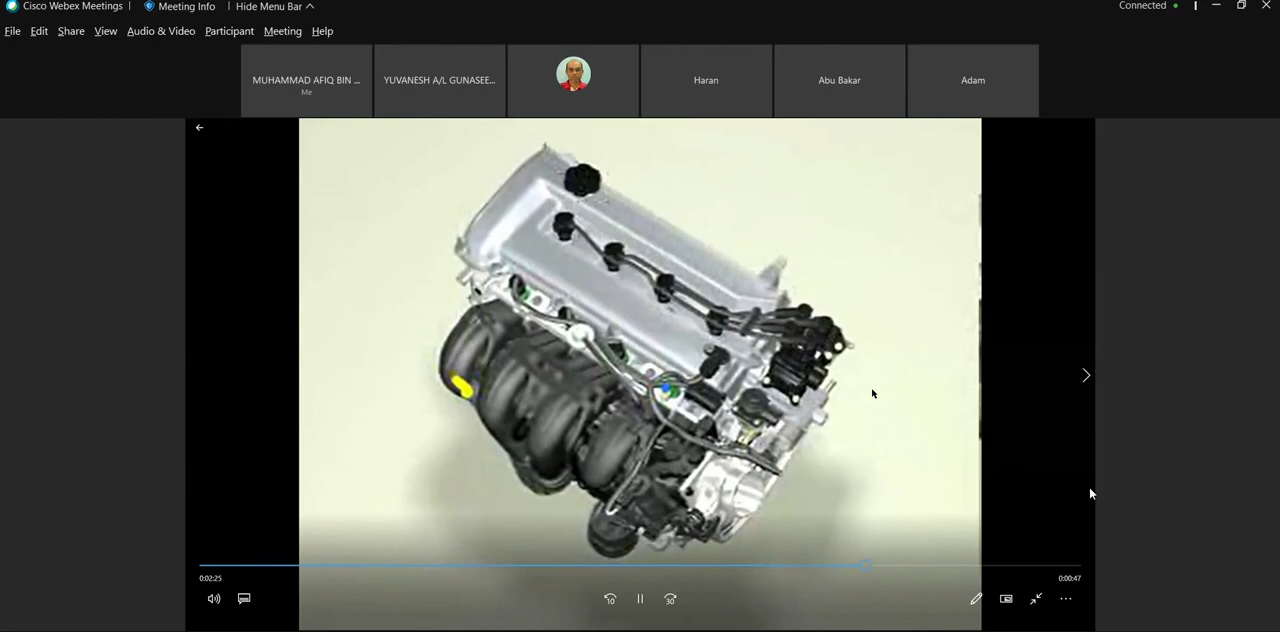 Cisco Webex Meetings | Meeting Info | Hide Menu Bar Connected
File Edit Share View Audio & Video Participant Meeting Help
MUHAMMAD AFIQ BIN ... YUVANESH A/L GUNASEE... Haran Abu Bakar Adam
Me
0:02:25 0:00:47
10 30